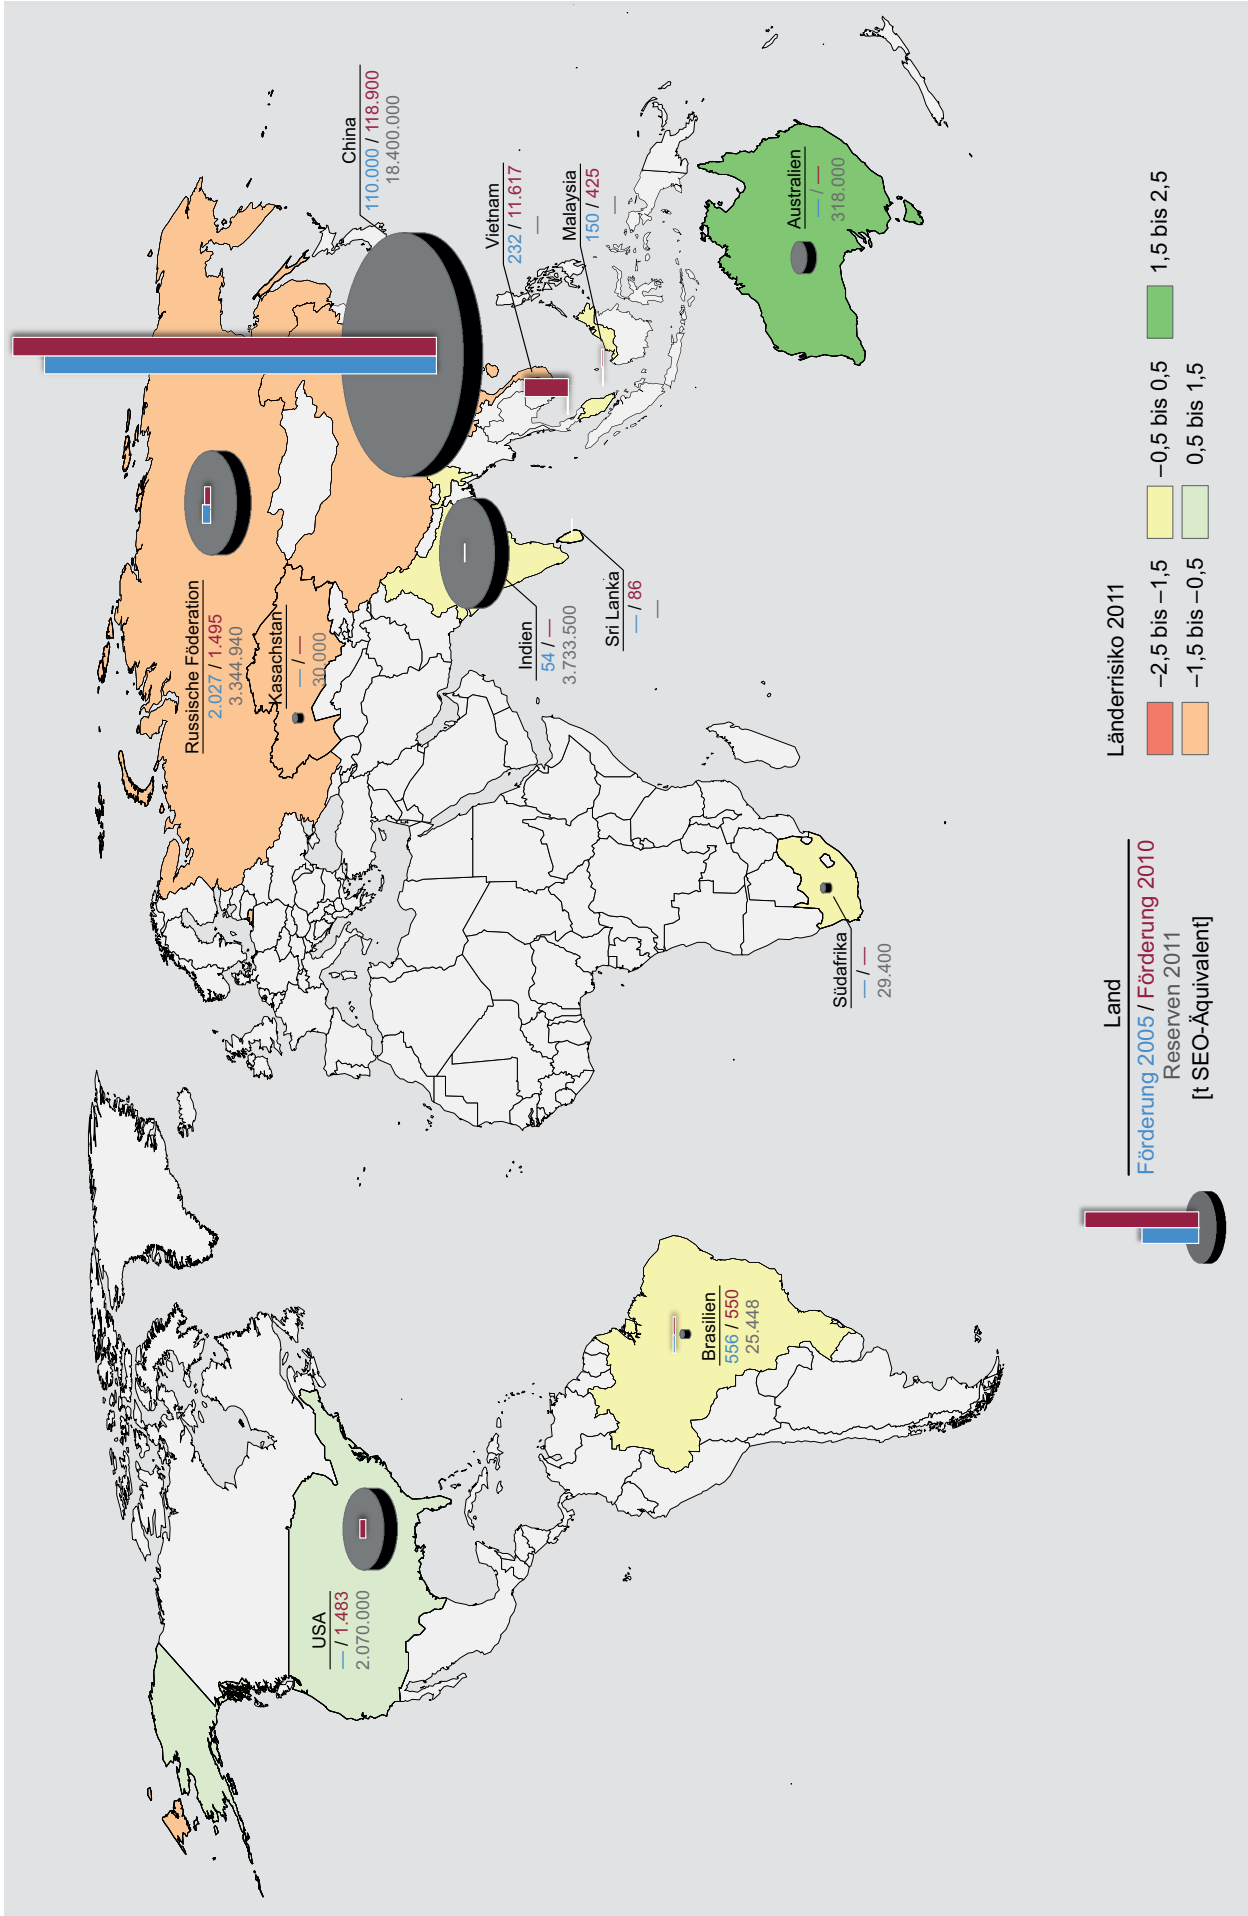 USA
— / 1.483
2.070.000
Brasilien
556 / 550
25.448
Russische Föderation
2.027 / 1.495
3.344.940
Kasachstan
— / —
30.000
China
110.000 / 118.900
18.400.000
Indien
54 / —
3.733.500
Sri Lanka
— / 86
—
Vietnam
232 / 11.617
—
Malaysia
150 / 425
—
Südafrika
— / —
29.400
Australien
— / —
318.000
Land
Förderung 2005 / Förderung 2010
Reserven 2011
[t SEO-Äquivalent]
Länderrisiko 2011
–2,5 bis –1,5
–1,5 bis –0,5
–0,5 bis 0,5
0,5 bis 1,5
1,5 bis 2,5